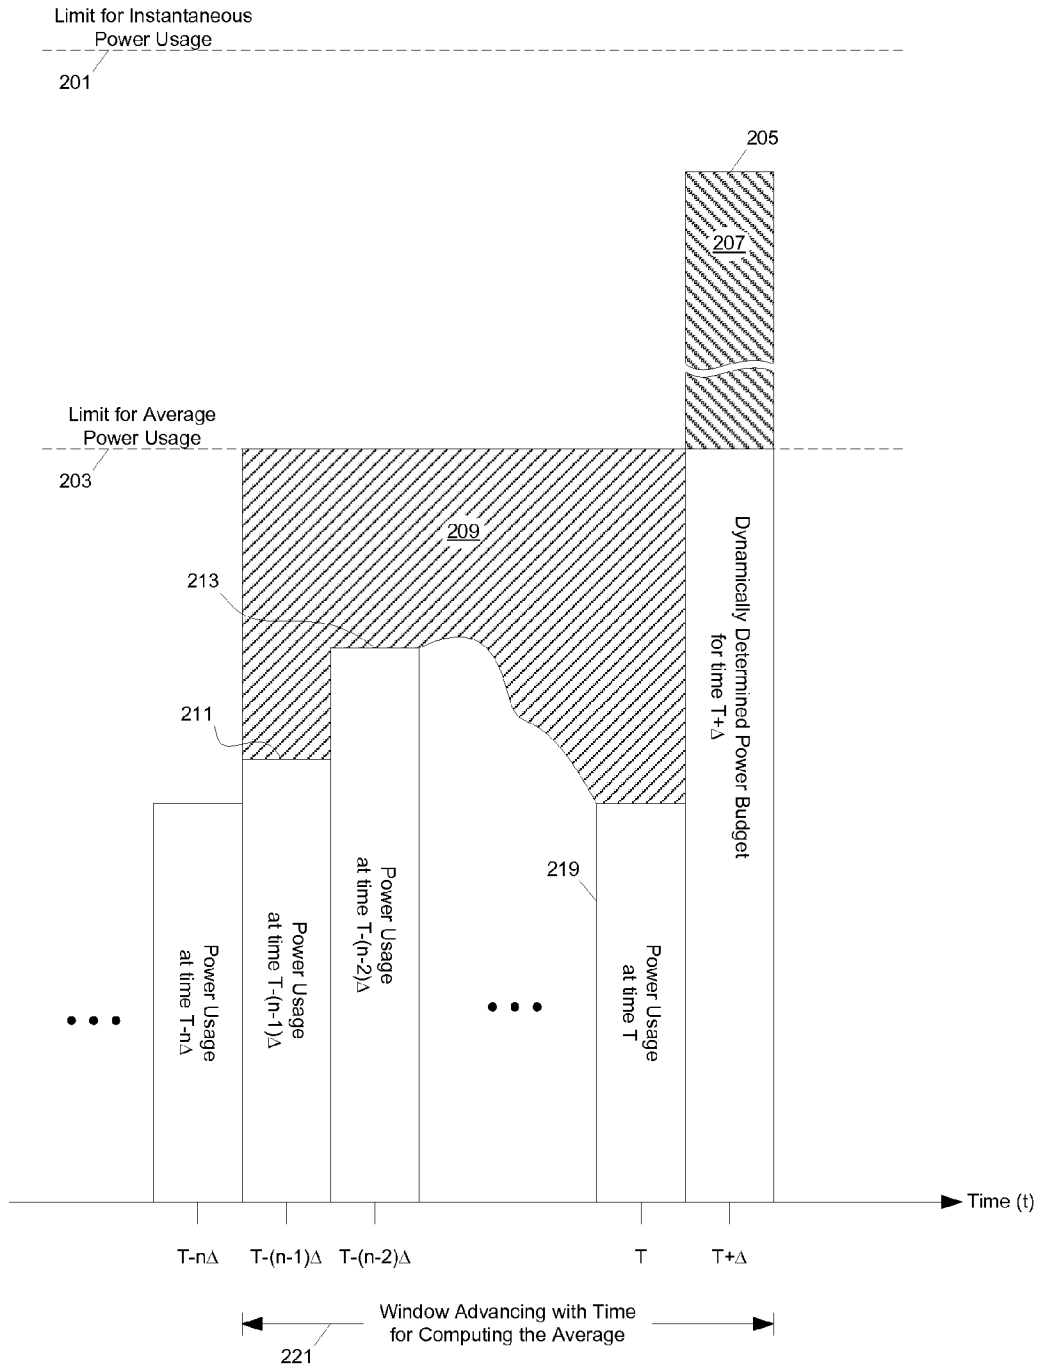 Limit for Instantaneous
Power Usage
201
205
207
Limit for Average
Power Usage
203
209
213
211
219
Power Usage
at time T-nΔ
Power Usage
at time T-(n-1)Δ
Power Usage
at time T-(n-2)Δ
Power Usage
at time T
Dynamically Determined Power Budget
for time T+Δ
Time (t)
T-nΔ
T-(n-1)Δ
T-(n-2)Δ
T
T+Δ
Window Advancing with Time
for Computing the Average
221